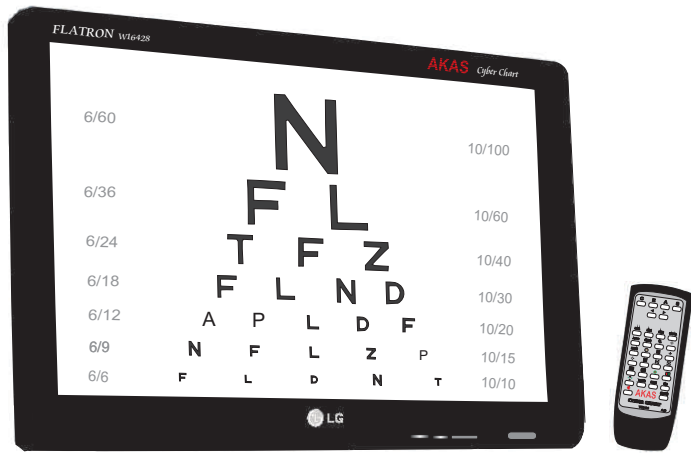 FLATRON W16428
AKAS Cyber Chart
N
6/60
10/100
F L
6/36
10/60
T F Z
6/24
10/40
F L N D
6/18
10/30
A P L D F
6/12
10/20
N F L Z P
6/9
10/15
F L D N T
6/6
10/10
LG
AKAS